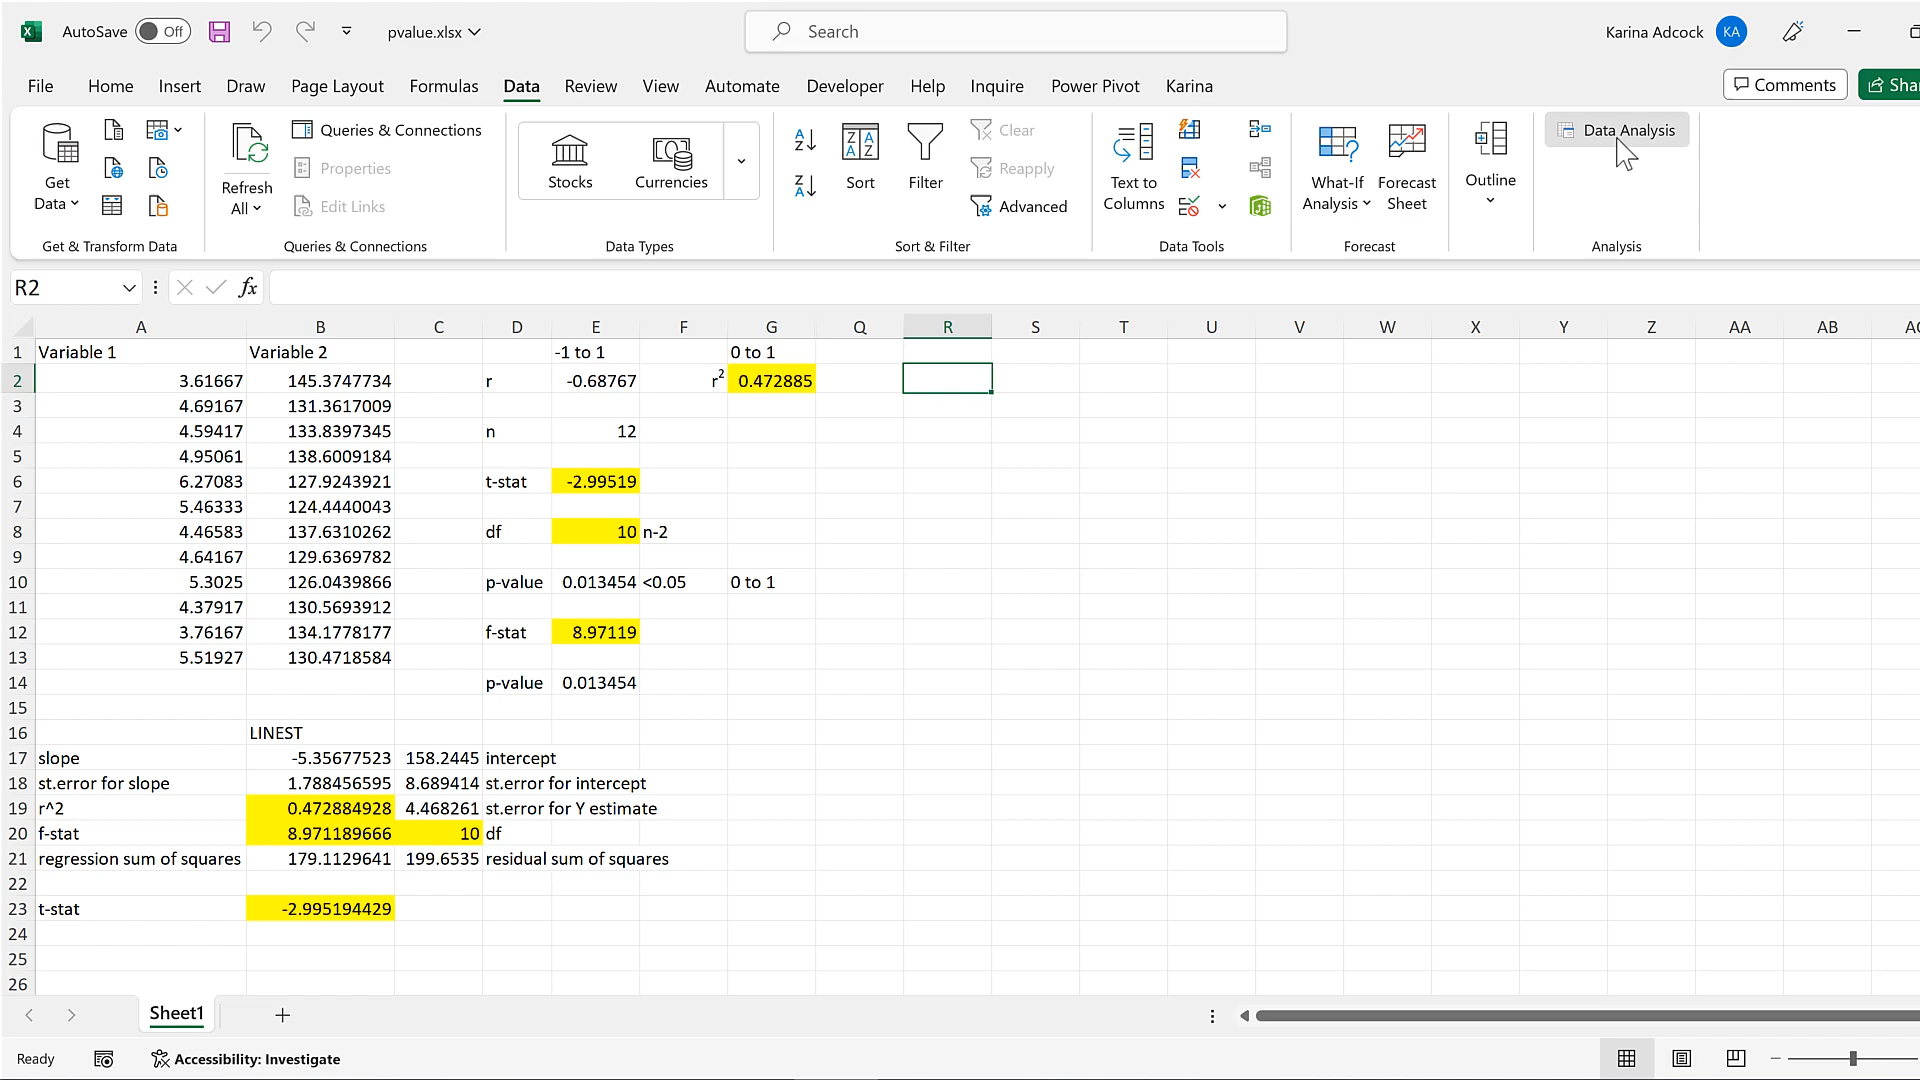 AutoSave Off pvalue.xlsx Search Karina Adcock KA
File Home Insert Draw Page Layout Formulas Data Review View Automate Developer Help Inquire Power Pivot Karina Comments Shar
Get Data Refresh All Queries & Connections Properties Edit Links Stocks Currencies Sort Filter Clear Reapply Advanced Text to Columns What-If Analysis Forecast Sheet Outline Data Analysis
Get & Transform Data Queries & Connections Data Types Sort & Filter Data Tools Forecast Analysis
R2 fx
A B C D E F G Q R S T U V W X Y Z AA AB AC
1 Variable 1 Variable 2 -1 to 1 0 to 1
2 3.61667 145.3747734 r -0.68767 r² 0.472885
3 4.69167 131.3617009
4 4.59417 133.8397345 n 12
5 4.95061 138.6009184
6 6.27083 127.9243921 t-stat -2.99519
7 5.46333 124.4440043
8 4.46583 137.6310262 df 10 n-2
9 4.64167 129.6369782
10 5.3025 126.0439866 p-value 0.013454 <0.05 0 to 1
11 4.37917 130.5693912
12 3.76167 134.1778177 f-stat 8.97119
13 5.51927 130.4718584
14 p-value 0.013454
15
16 LINEST
17 slope -5.35677523 158.2445 intercept
18 st.error for slope 1.788456595 8.689414 st.error for intercept
19 r^2 0.472884928 4.468261 st.error for Y estimate
20 f-stat 8.971189666 10 df
21 regression sum of squares 179.1129641 199.6535 residual sum of squares
22
23 t-stat -2.995194429
24
25
26
Sheet1
Ready Accessibility: Investigate